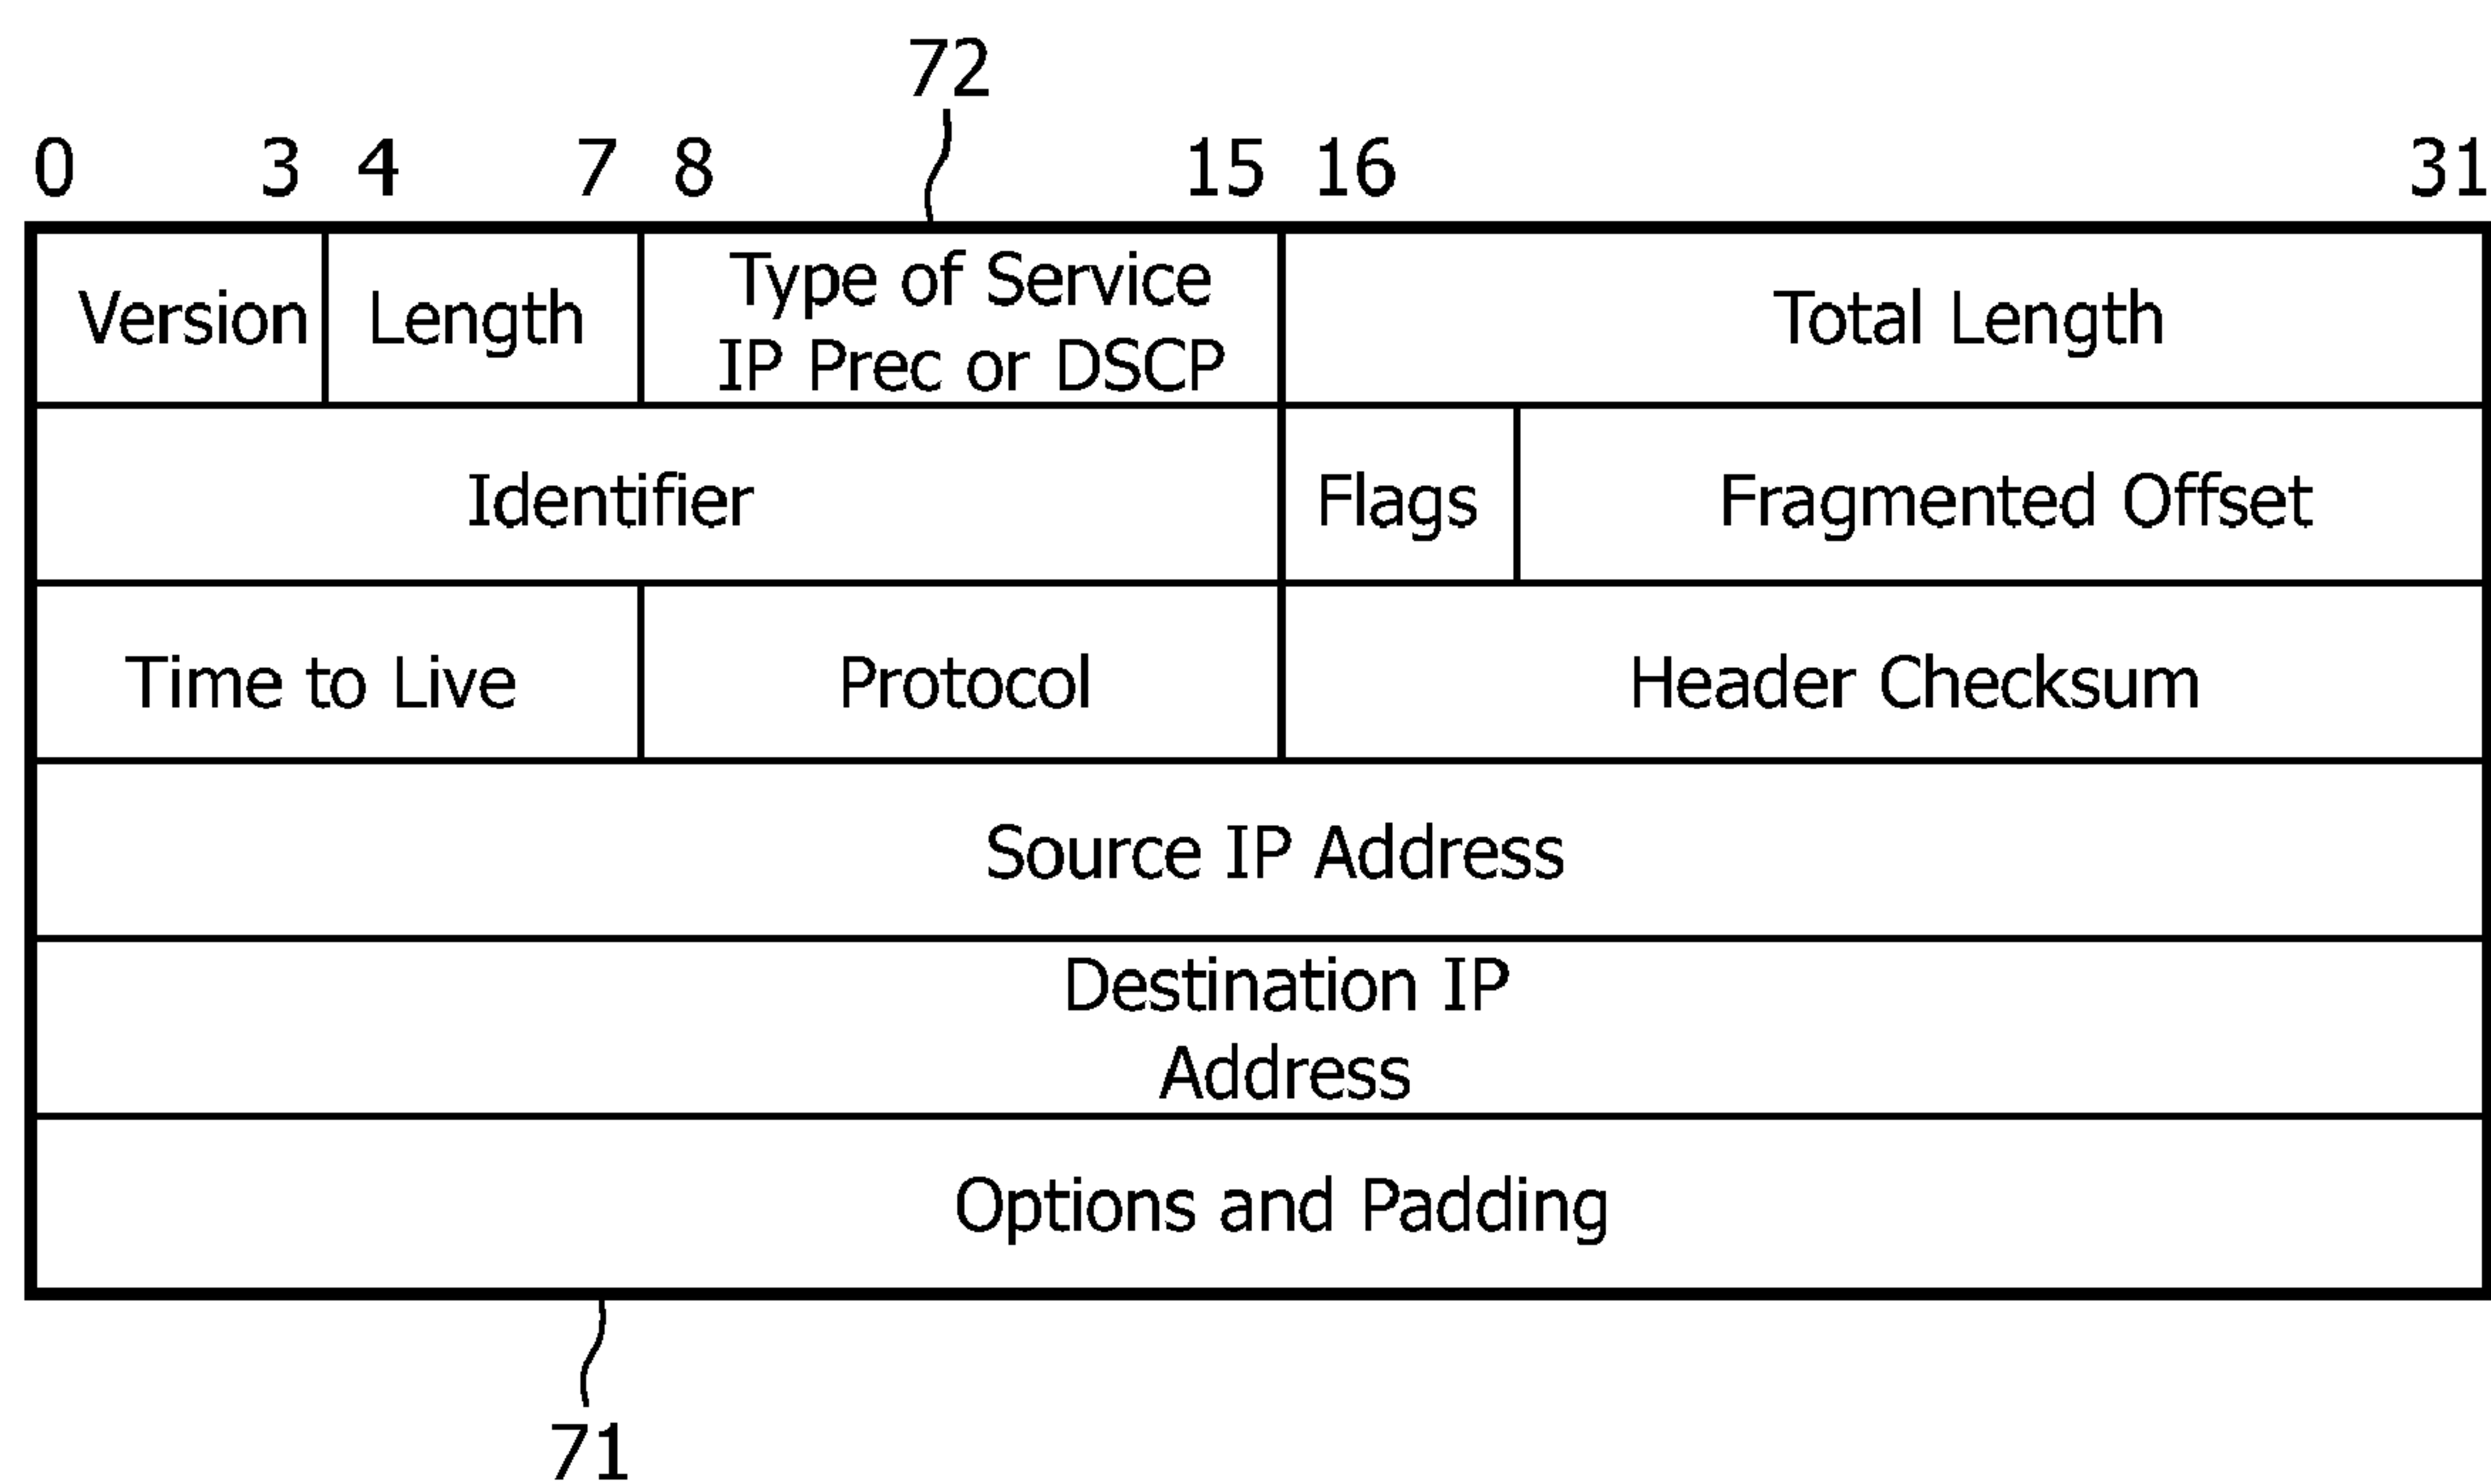 72
0 3 4 7 8 15 16 31
Version Length Type of Service Total Length
IP Prec or DSCP
Identifier Flags Fragmented Offset
Time to Live Protocol Header Checksum
Source IP Address
Destination IP
Address
Options and Padding
71